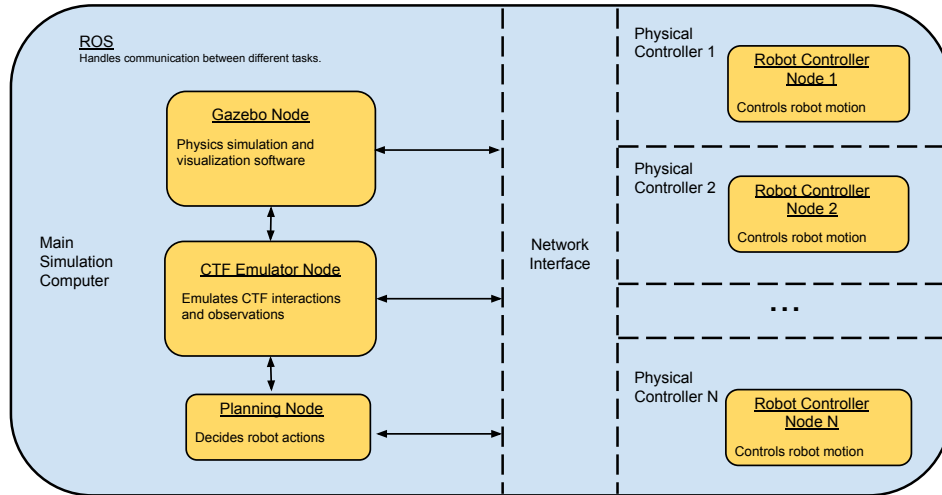 ROS
Handles communication between different tasks.
Gazebo Node
Physics simulation and
visualization software
Main
Simulation
Computer
CTF Emulator Node
Emulates CTF interactions
and observations
Planning Node
Decides robot actions
Network
Interface
Physical
Controller 1
Robot Controller
Node 1
Controls robot motion
Physical
Controller 2
Robot Controller
Node 2
Controls robot motion
...
Physical
Controller N
Robot Controller
Node N
Controls robot motion